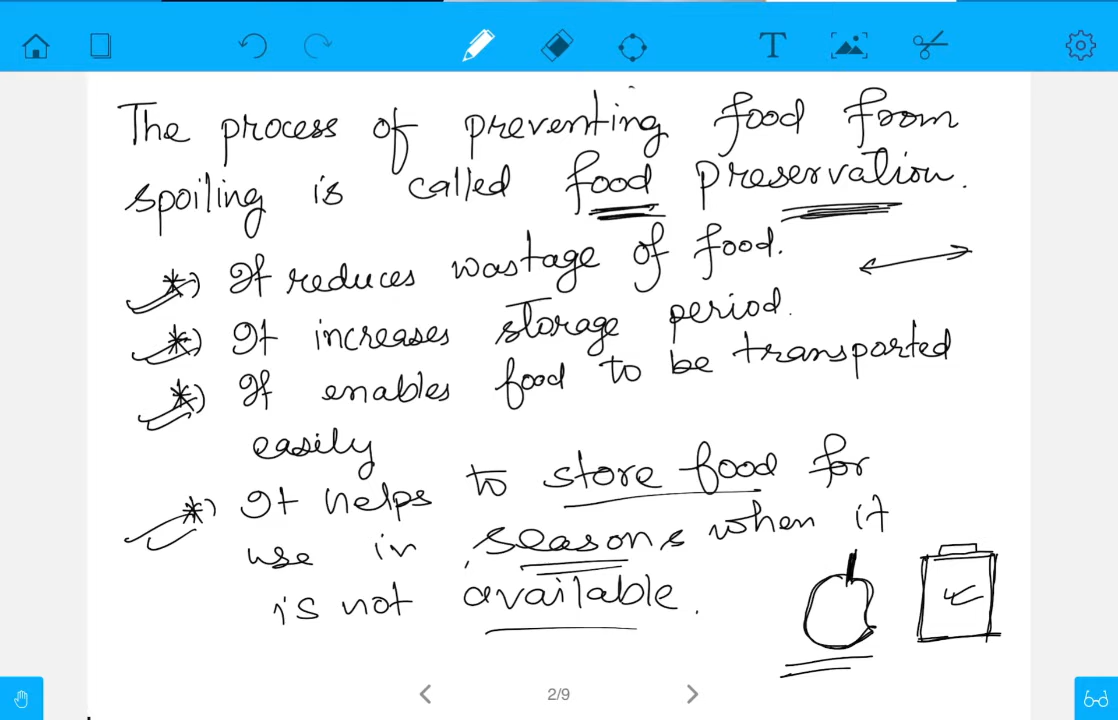 T
The process of preventing food from
spoiling is called food preservation.
*) It reduces wastage of food.
*) It increases storage period.
*) It enables food to be transported
easily
*) It helps to store food for
use in seasons when it
is not available.
2/9